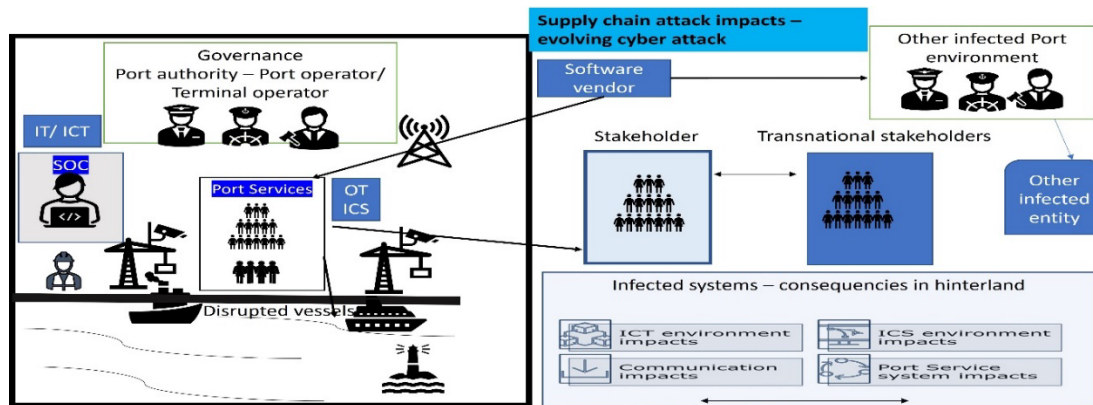 Supply chain attack impacts –
evolving cyber attack
Governance
Port authority – Port operator/
Terminal operator
IT/ ICT
SOC
Port Services
OT
ICS
Disrupted vessels
Software
vendor
Other infected Port
environment
Stakeholder
Transnational stakeholders
Other
infected
entity
Infected systems – consequencies in hinterland
ICT environment
impacts
ICS environment
impacts
Communication
impacts
Port Service
system impacts